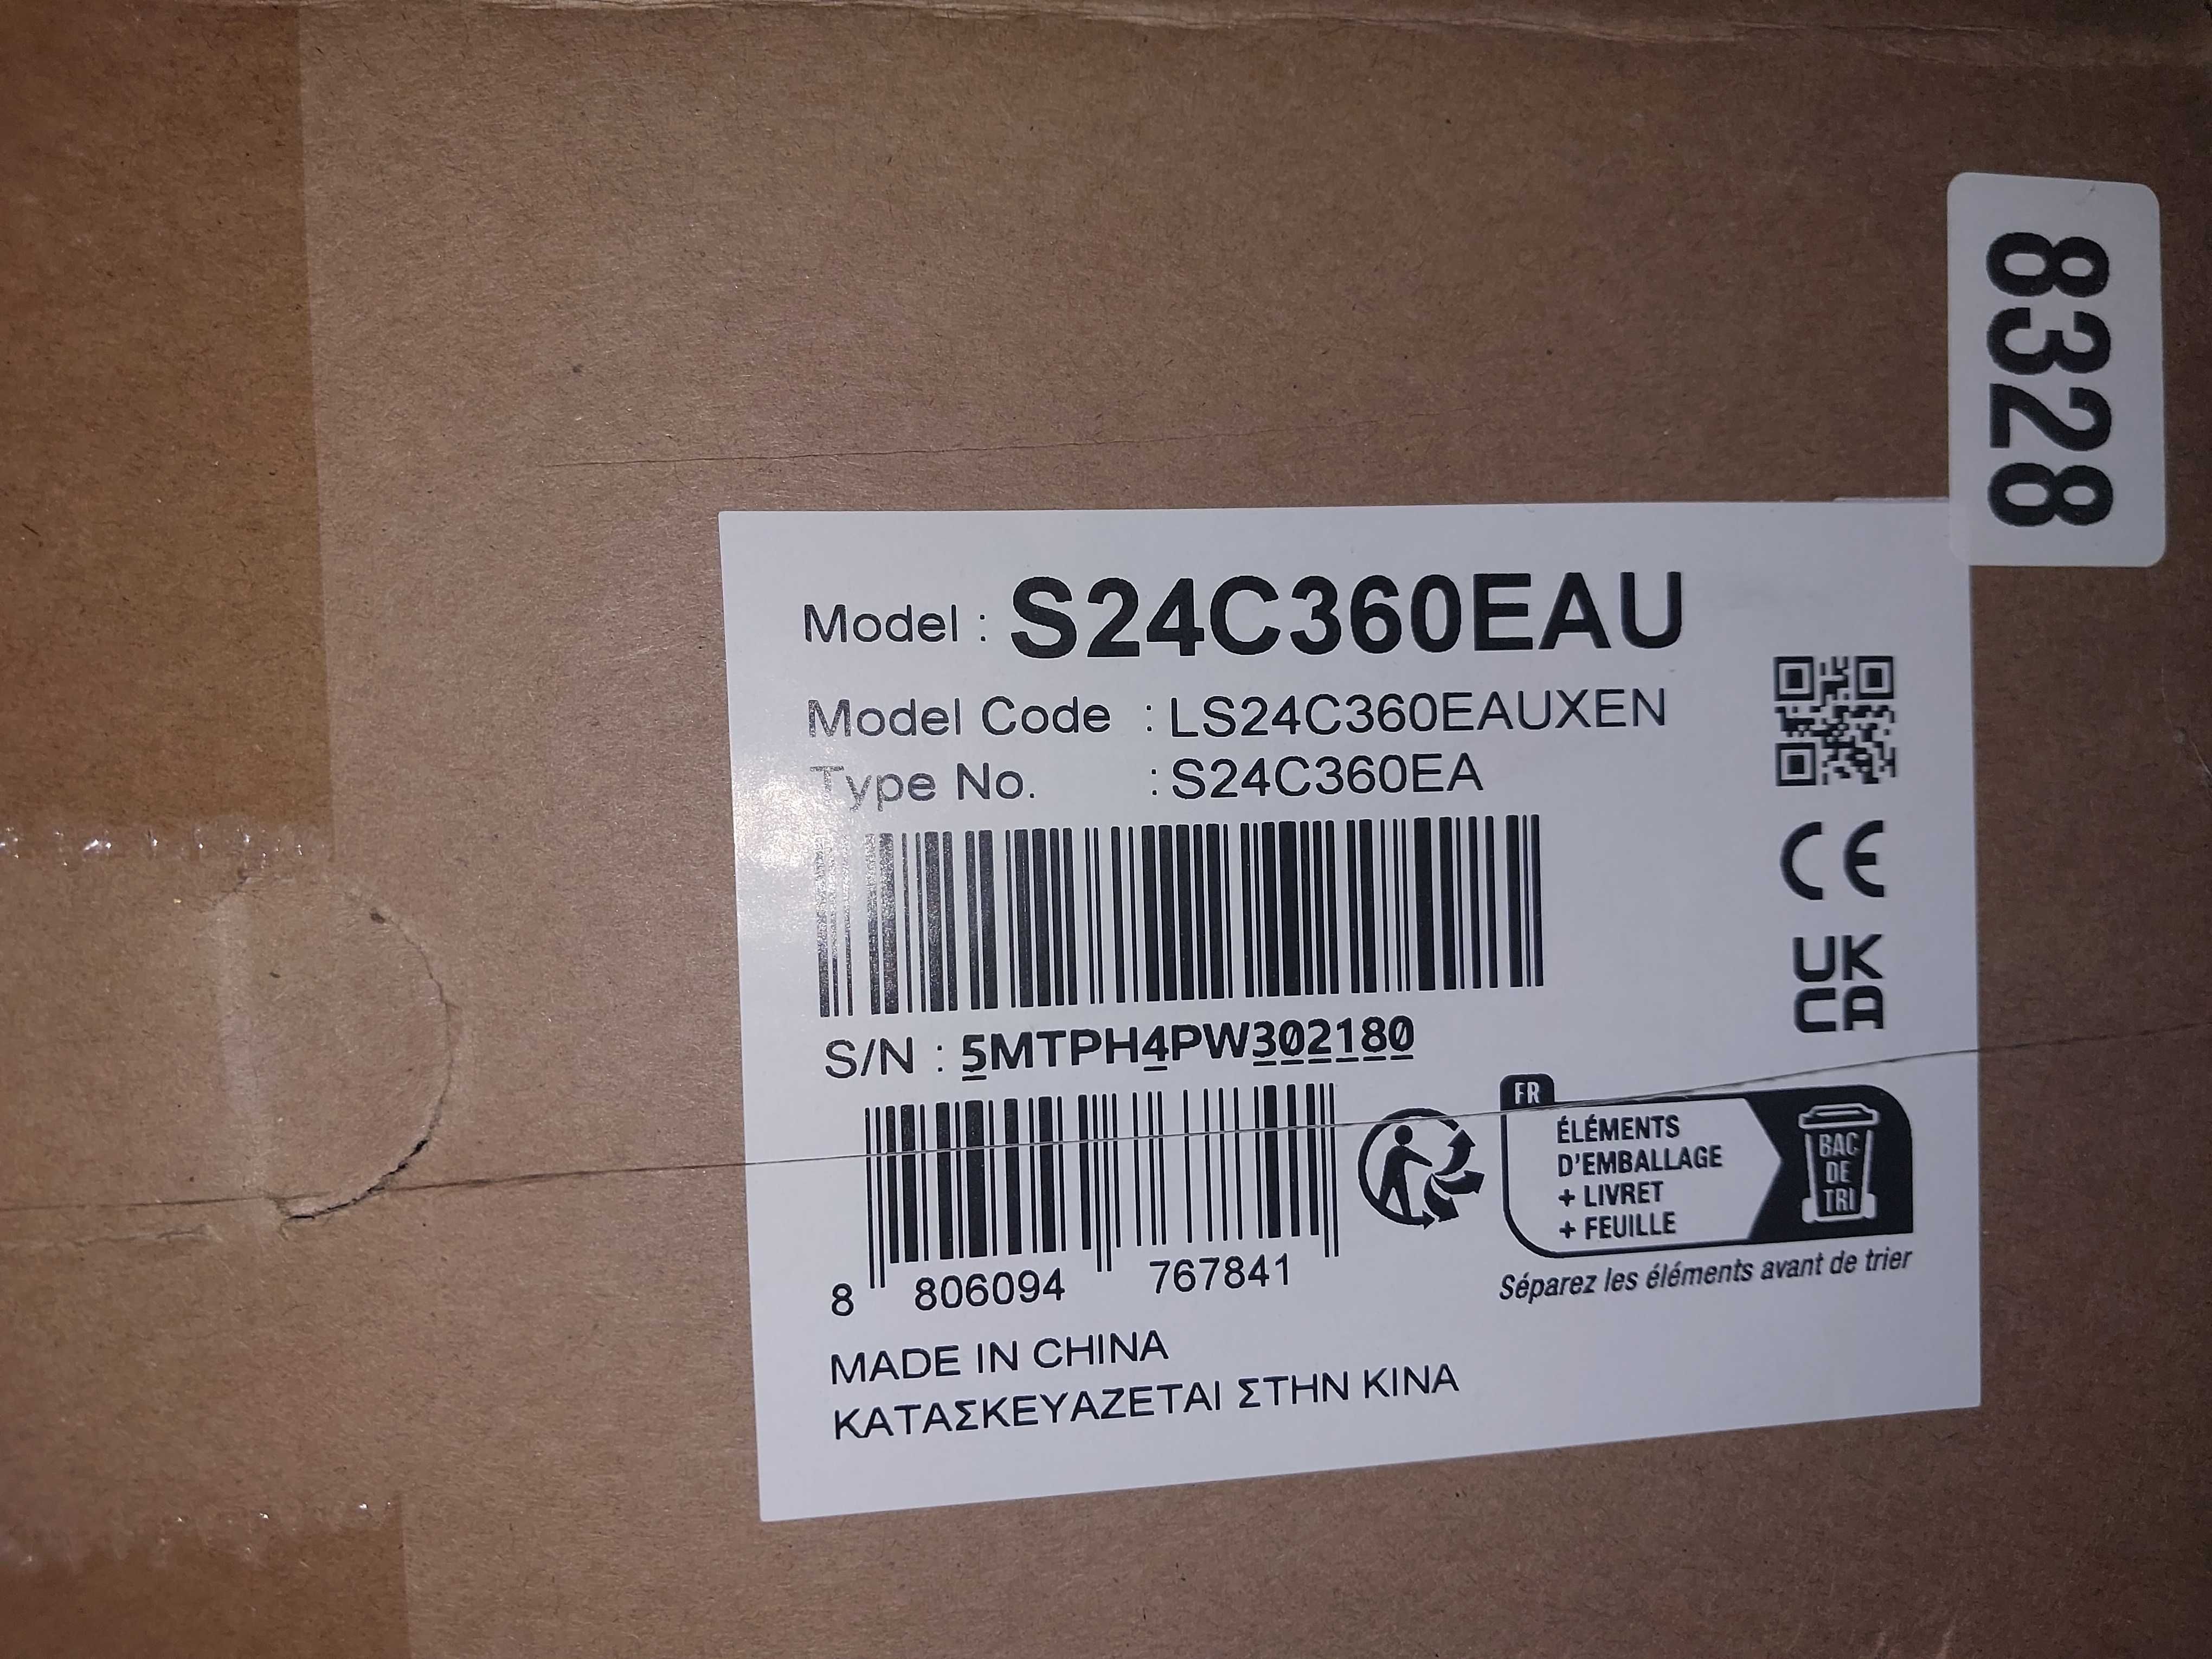 8328
Model : S24C360EAU
Model Code : LS24C360EAUXEN
Type No. : S24C360EA
CE
UK
CA
S/N : 5MTPH4PW302180
FR
ÉLÉMENTS
D'EMBALLAGE
+ LIVRET
+ FEUILLE
BAC
DE
TRI
Séparez les éléments avant de trier
8 806094 767841
MADE IN CHINA
ΚΑΤΑΣΚΕΥΑΖΕΤΑΙ ΣΤΗΝ ΚΙΝΑ